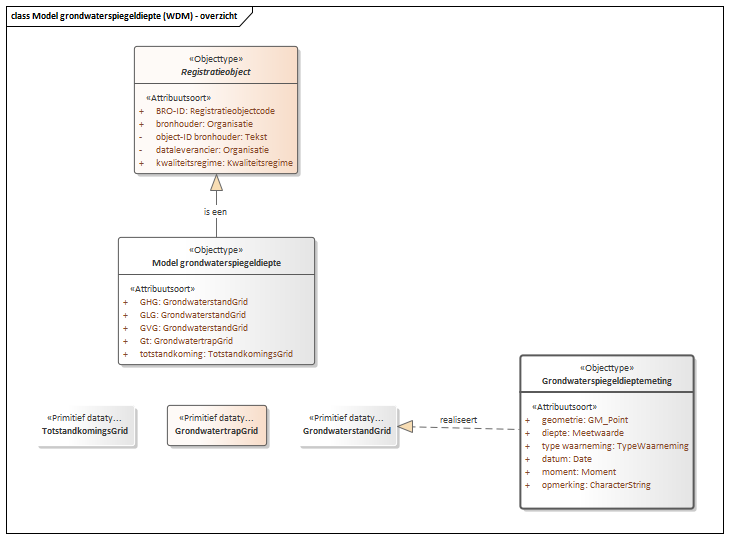 class Model grondwaterspiegeldiepte (WDM) - overzicht
«Objecttype»
Registratieobject
«Attribuutsoort»
+ BRO-ID: Registratieobjectcode
+ bronhouder: Organisatie
- object-ID bronhouder: Tekst
- dataleverancier: Organisatie
+ kwaliteitsregime: Kwaliteitsregime
is een
«Objecttype»
Model grondwaterspiegeldiepte
«Attribuutsoort»
+ GHG: GrondwaterstandGrid
+ GLG: GrondwaterstandGrid
+ GVG: GrondwaterstandGrid
+ Gt: GrondwatertrapGrid
+ totstandkoming: TotstandkomingsGrid
«Primitief dataty...
TotstandkomingsGrid
«Primitief dataty...
GrondwatertrapGrid
«Primitief dataty...
GrondwaterstandGrid
realiseert
«Objecttype»
Grondwaterspiegeldieptemeting
«Attribuutsoort»
+ geometrie: GM_Point
+ diepte: Meetwaarde
+ type waarneming: TypeWaarneming
+ datum: Date
+ moment: Moment
+ opmerking: CharacterString